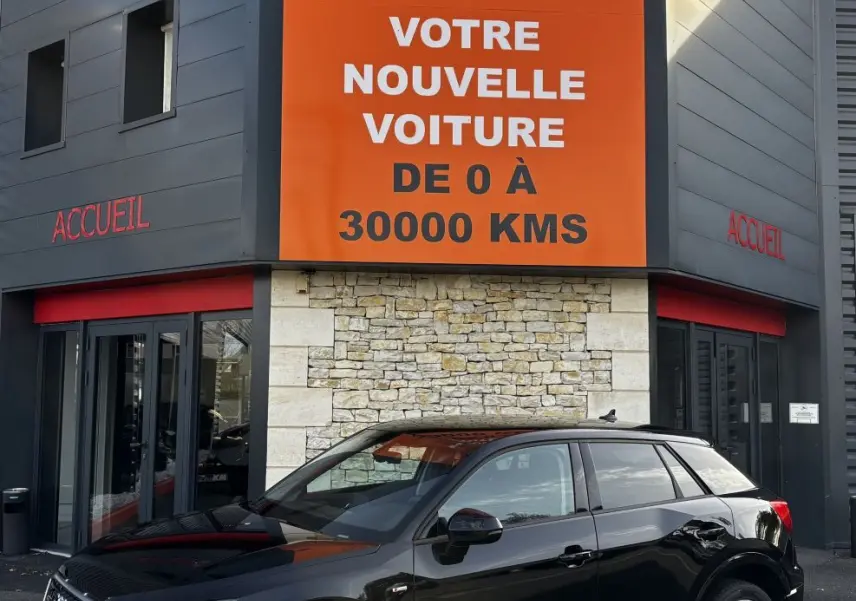 VOTRE
NOUVELLE
VOITURE
DE 0 À
30000 KMS
ACCUEIL
ACCUEIL